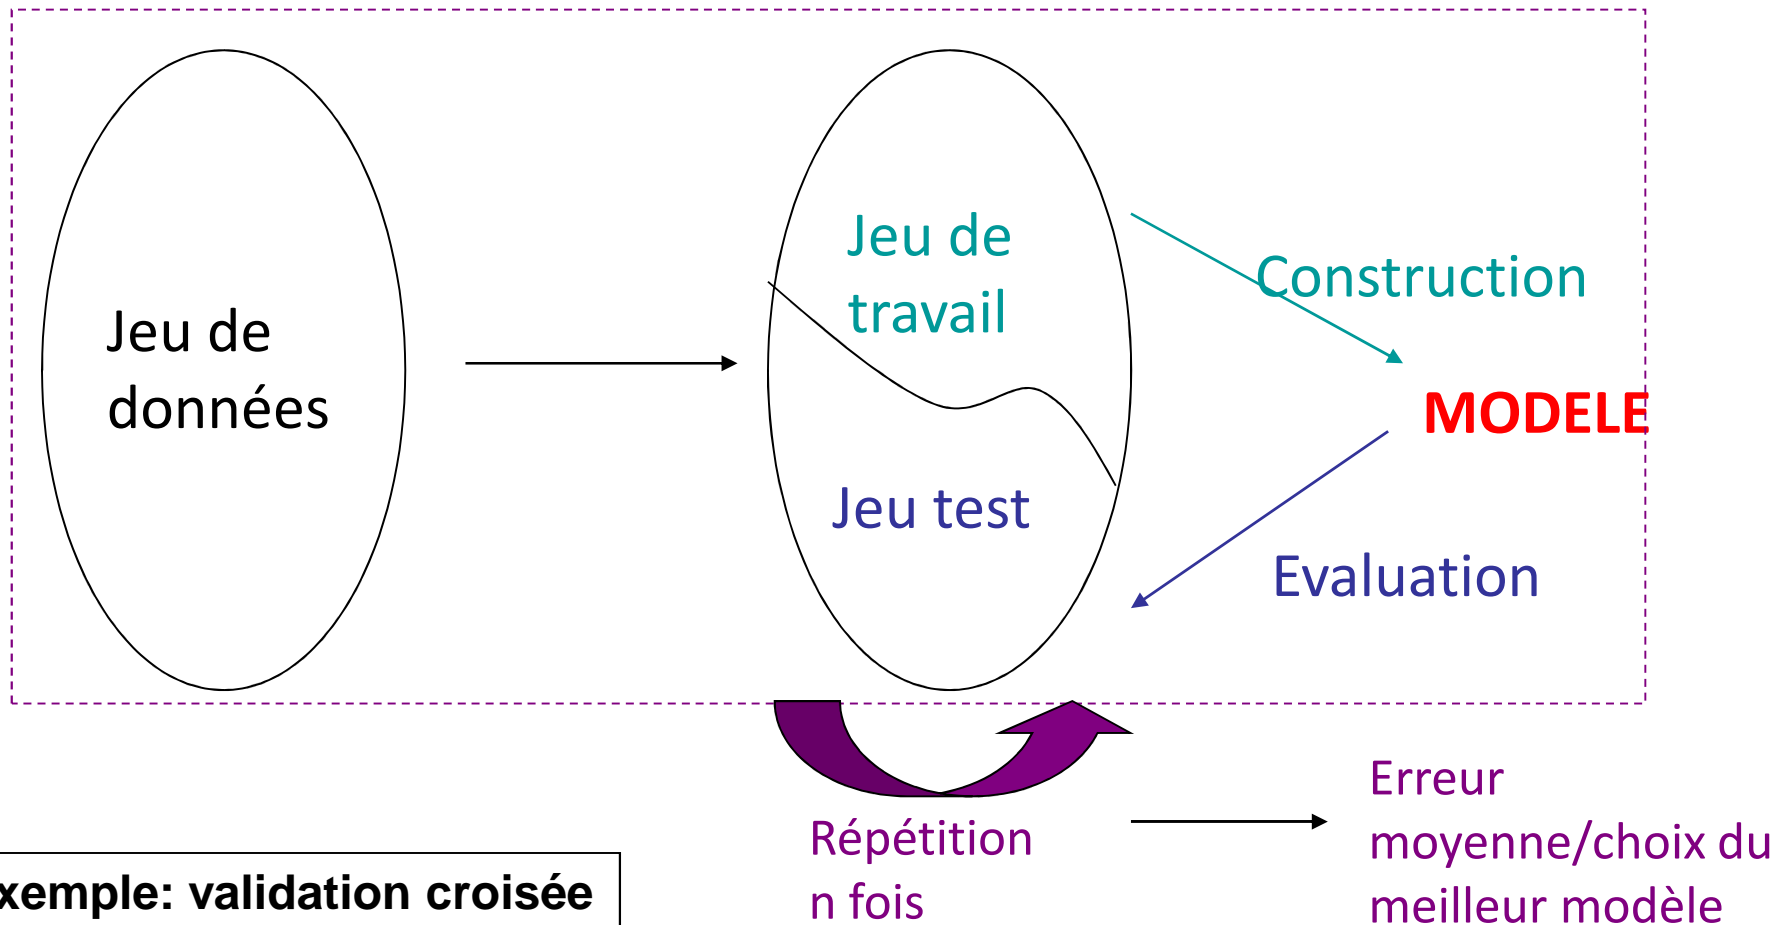 Jeu de
données
Jeu de
travail
Jeu test
Construction
MODELE
Evaluation
Répétition
n fois
Erreur
moyenne/choix du
meilleur modèle
xemple: validation croisée